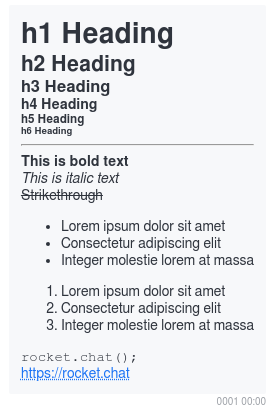 h1 Heading
h2 Heading
h3 Heading
h4 Heading
h5 Heading
h6 Heading
This is bold text
This is italic text
Strikethrough
• Lorem ipsum dolor sit amet
• Consectetur adipiscing elit
• Integer molestie lorem at massa
1. Lorem ipsum dolor sit amet
2. Consectetur adipiscing elit
3. Integer molestie lorem at massa
rocket.chat();
https://rocket.chat
0001 00:00